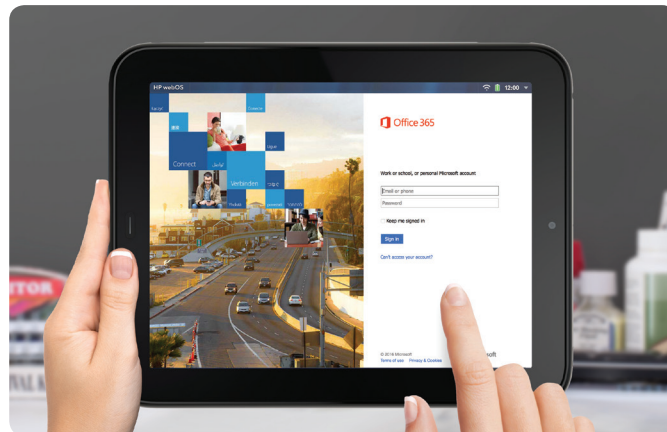 HP webOS
12:00
Office 365
Connect
Verbinden
Work or school, or personal Microsoft account
Email or phone
Password
Keep me signed in
Sign in
Can't access your account?
© 2016 Microsoft
Terms of use Privacy & Cookies